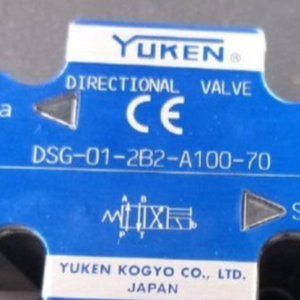 YUKEN®
DIRECTIONAL VALVE
a
CE
DSG-01-2B2-A100-70
A B
P T
b
S
YUKEN KOGYO CO., LTD.
JAPAN